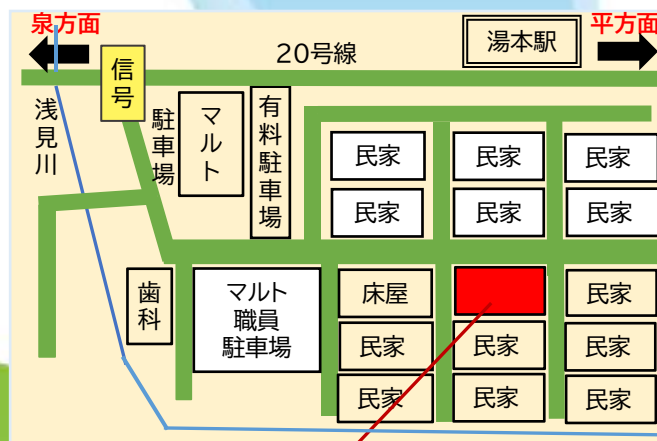 泉方面
平方面
湯本駅
20号線
信号
浅見川
駐車場
マルト
有料駐車場
民家
民家
民家
民家
民家
民家
歯科
マルト
職員
駐車場
床屋
民家
民家
民家
民家
民家
民家
民家